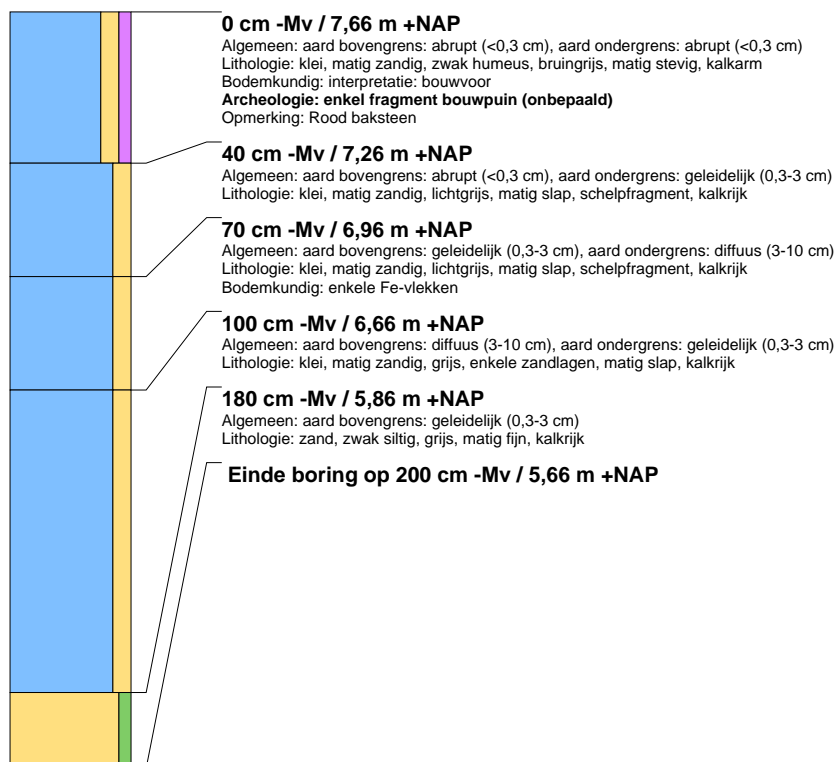 0 cm -Mv / 7,66 m +NAP
Algemeen: aard bovengrens: abrupt (<0,3 cm), aard ondergrens: abrupt (<0,3 cm)
Lithologie: klei, matig zandig, zwak humeus, bruingrijs, matig stevig, kalkarm
Bodemkundig: interpretatie: bouwvoor
Archeologie: enkel fragment bouwpuin (onbepaald)
Opmerking: Rood baksteen
40 cm -Mv / 7,26 m +NAP
Algemeen: aard bovengrens: abrupt (<0,3 cm), aard ondergrens: geleidelijk (0,3-3 cm)
Lithologie: klei, matig zandig, lichtgrijs, matig slap, schelpfragment, kalkrijk
70 cm -Mv / 6,96 m +NAP
Algemeen: aard bovengrens: geleidelijk (0,3-3 cm), aard ondergrens: diffuus (3-10 cm)
Lithologie: klei, matig zandig, lichtgrijs, matig slap, schelpfragment, kalkrijk
Bodemkundig: enkele Fe-vlekken
100 cm -Mv / 6,66 m +NAP
Algemeen: aard bovengrens: diffuus (3-10 cm), aard ondergrens: geleidelijk (0,3-3 cm)
Lithologie: klei, matig zandig, grijs, enkele zandlagen, matig slap, kalkrijk
180 cm -Mv / 5,86 m +NAP
Algemeen: aard bovengrens: geleidelijk (0,3-3 cm)
Lithologie: zand, zwak siltig, grijs, matig fijn, kalkrijk
Einde boring op 200 cm -Mv / 5,66 m +NAP